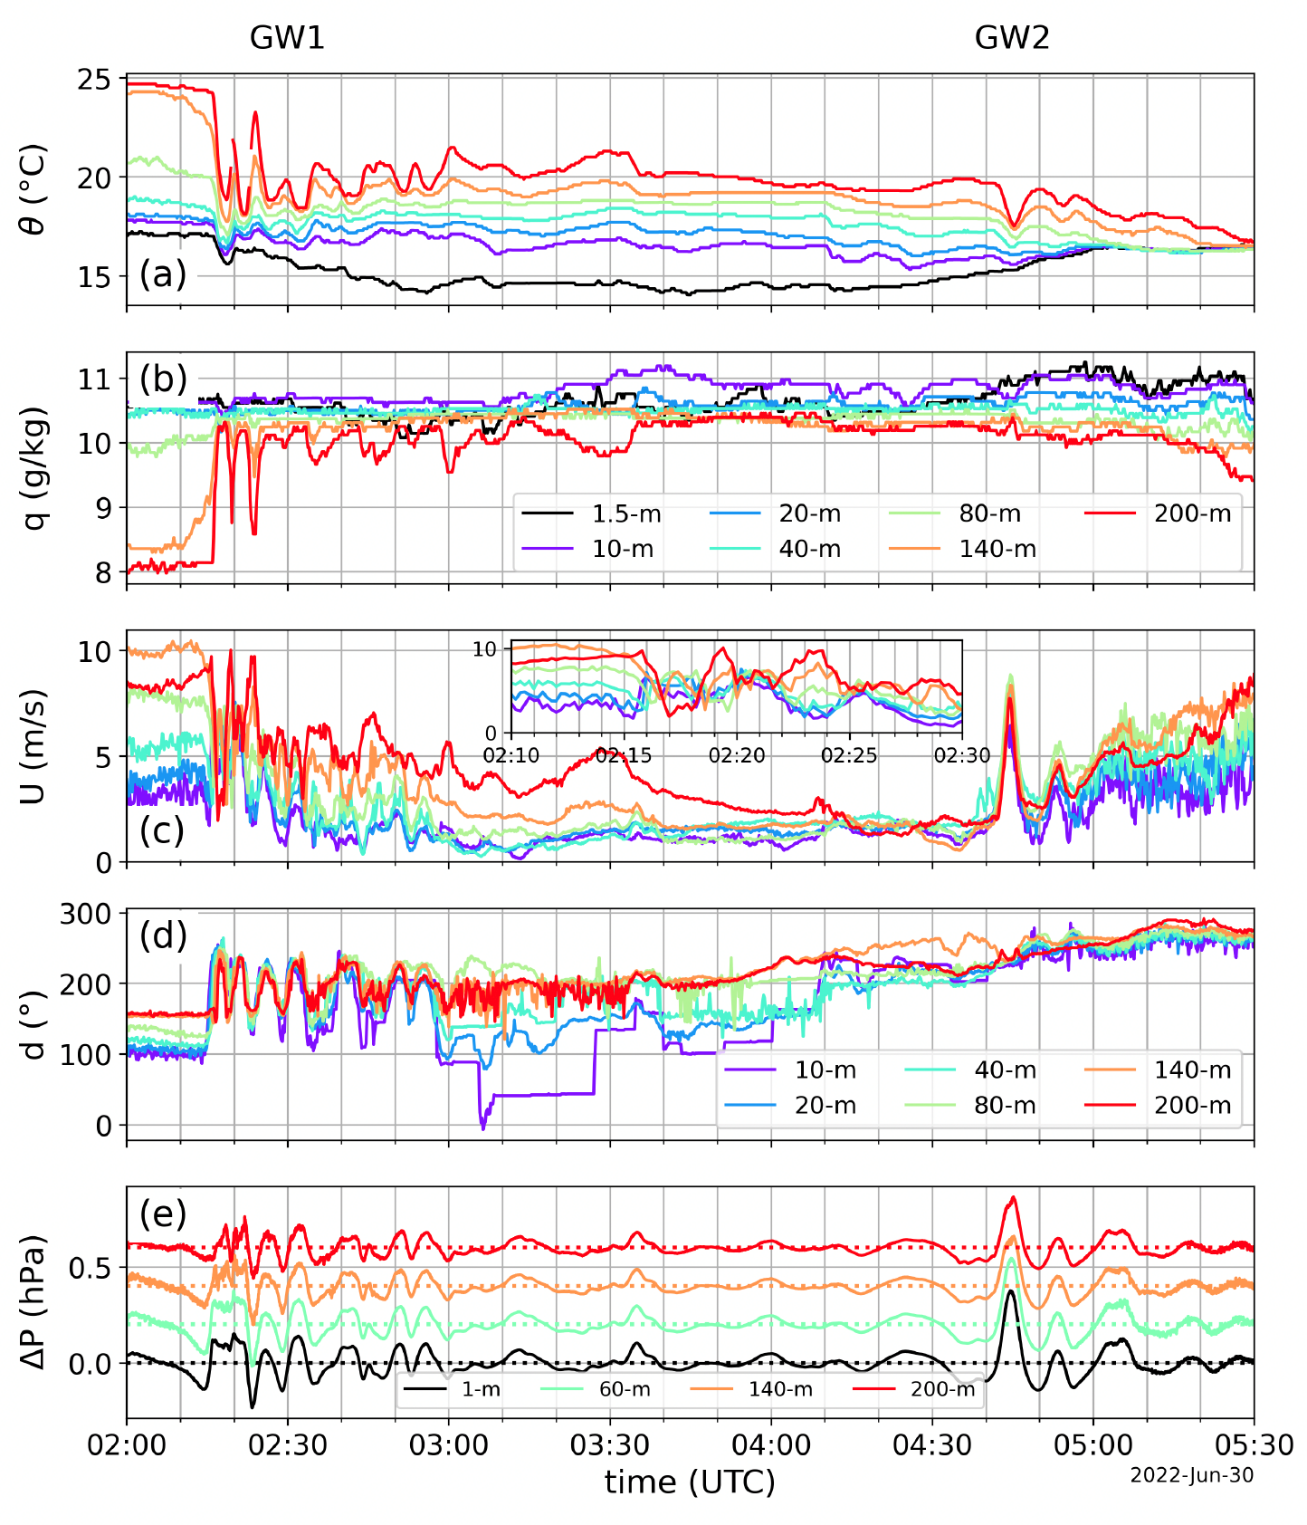 GW1 GW2
25
20
15
θ (°C)
(a)
11
10
9
8
q (g/kg)
(b)
1.5-m 20-m 80-m 200-m
10-m 40-m 140-m
10
5
0
U (m/s)
(c)
10
0
02:10 02:15 02:20 02:25 02:30
300
200
100
0
d (°)
(d)
10-m 40-m 140-m
20-m 80-m 200-m
0.5
0.0
ΔP (hPa)
(e)
1-m 60-m 140-m 200-m
02:00 02:30 03:00 03:30 04:00 04:30 05:00 05:30
time (UTC)
2022-Jun-30